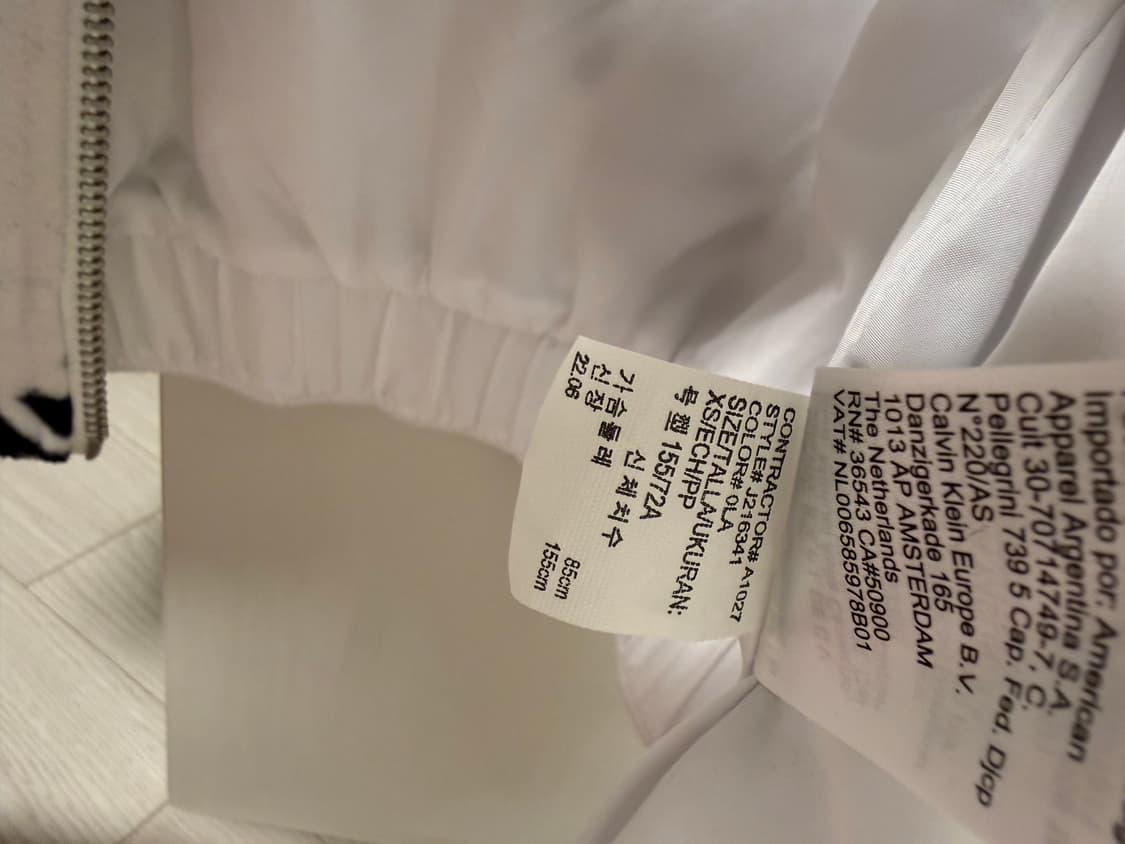 Importado por: American
Apparel Argentina S.A.
Cuit 30-70714749-7, C.
Pellegrini 739 5 Cap. Fed. Djcp
N°220/AS
Calvin Klein Europe B.V.
Danzigerkade 165
1013 AP AMSTERDAM
The Netherlands
RN# 36543 CA#50900
VAT# NL006585978B01
CONTRACTOR# A1027
STYLE# J216341
COLOR# 0LA
SIZE/TALLA/UKURAN:
XS/ECH/PP
号型 155/72A
신체치수
가슴둘레 85cm
신장 155cm
22.06